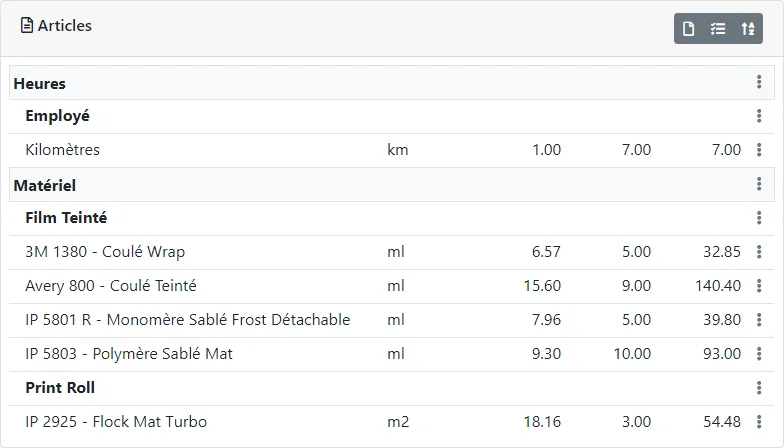 Articles
Heures
Employé
Kilomètres km 1.00 7.00 7.00
Matériel
Film Teinté
3M 1380 - Coulé Wrap ml 6.57 5.00 32.85
Avery 800 - Coulé Teinté ml 15.60 9.00 140.40
IP 5801 R - Monomère Sablé Frost Détachable ml 7.96 5.00 39.80
IP 5803 - Polymère Sablé Mat ml 9.30 10.00 93.00
Print Roll
IP 2925 - Flock Mat Turbo m2 18.16 3.00 54.48